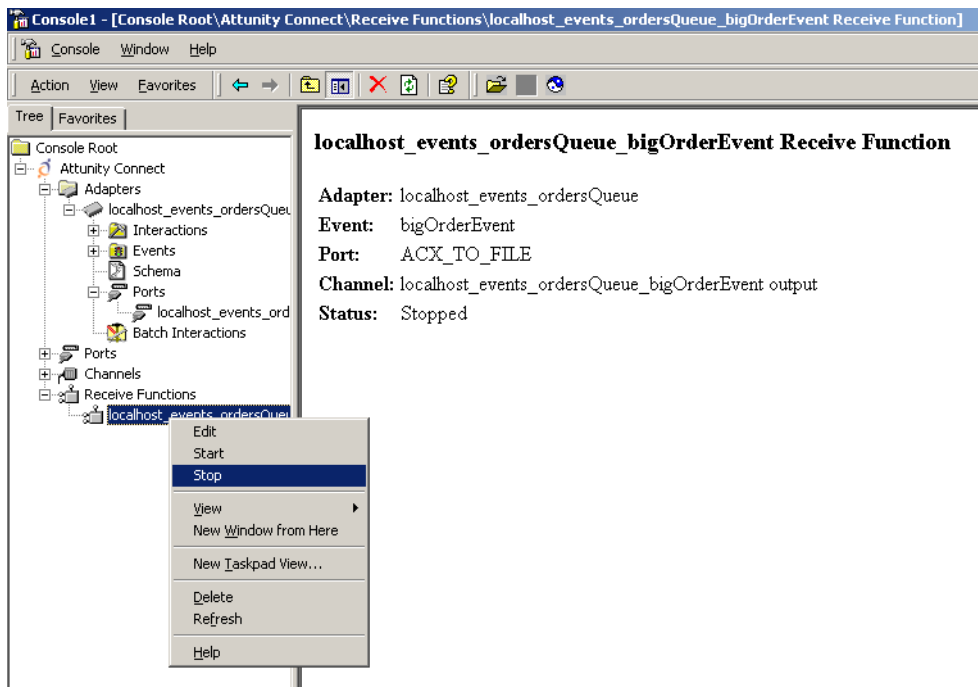 Console1 - [Console Root\Attunity Connect\Receive Functions\localhost_events_ordersQueue_bigOrderEvent Receive Function]
Console Window Help
Action View Favorites
Tree Favorites
Console Root
Attunity Connect
Adapters
localhost_events_ordersQueu
Interactions
Events
Schema
Ports
localhost_events_ord
Batch Interactions
Ports
Channels
Receive Functions
localhost_events_ordersQueu
Edit
Start
Stop
View
New Window from Here
New Taskpad View...
Delete
Refresh
Help
localhost_events_ordersQueue_bigOrderEvent Receive Function
Adapter: localhost_events_ordersQueue
Event: bigOrderEvent
Port: ACX_TO_FILE
Channel: localhost_events_ordersQueue_bigOrderEvent output
Status: Stopped